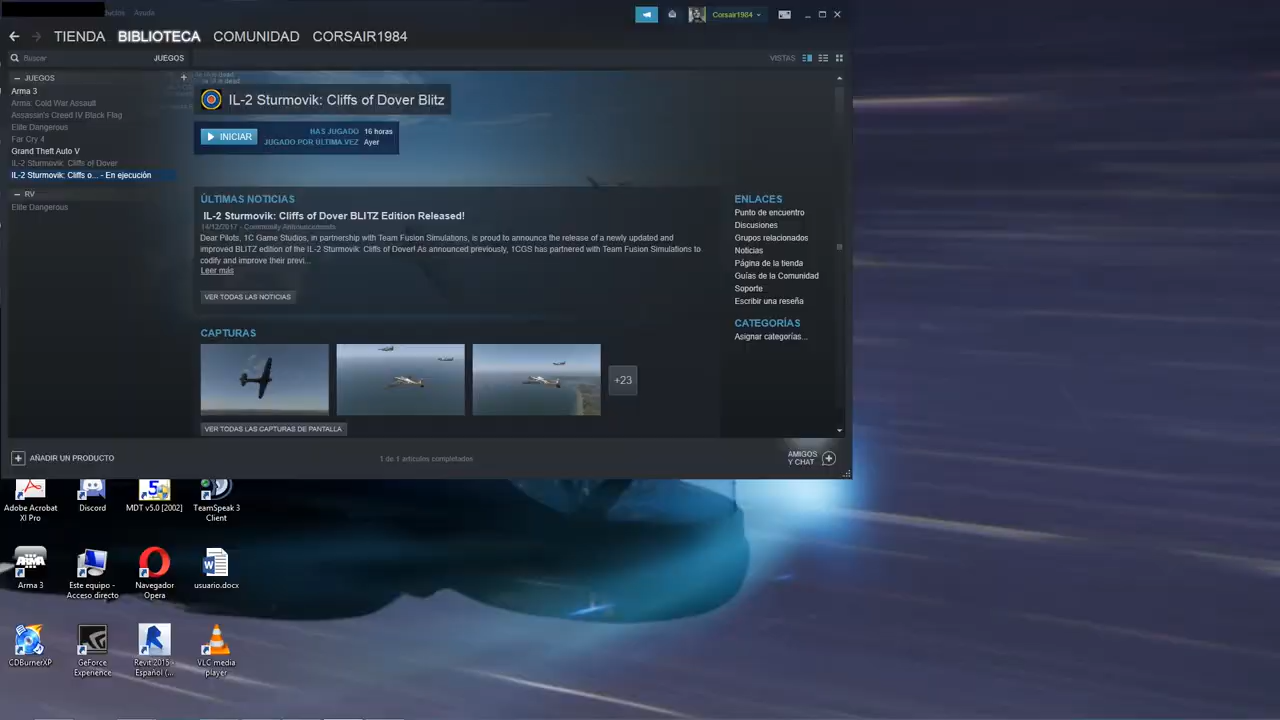 Ayuda
Corsair1984
TIENDA BIBLIOTECA COMUNIDAD CORSAIR1984
Buscar JUEGOS VISTAS
JUEGOS
Arma 3
Arma: Cold War Assault
Assassin's Creed IV Black Flag
Elite Dangerous
Far Cry 4
Grand Theft Auto V
IL-2 Sturmovik: Cliffs of Dover
IL-2 Sturmovik: Cliffs o... - En ejecución
RV
Elite Dangerous
IL-2 Sturmovik: Cliffs of Dover Blitz
INICIAR
HAS JUGADO 16 horas
JUGADO POR ÚLTIMA VEZ Ayer
ÚLTIMAS NOTICIAS
IL-2 Sturmovik: Cliffs of Dover BLITZ Edition Released!
14/12/2017 - Community Announcements
Dear Pilots, 1C Game Studios, in partnership with Team Fusion Simulations, is proud to announce the release of a newly updated and
improved BLITZ edition of the IL-2 Sturmovik: Cliffs of Dover! As announced previously, 1CGS has partnered with Team Fusion Simulations to
codify and improve their previ...
Leer más
VER TODAS LAS NOTICIAS
CAPTURAS
+23
VER TODAS LAS CAPTURAS DE PANTALLA
ENLACES
Punto de encuentro
Discusiones
Grupos relacionados
Noticias
Página de la tienda
Guías de la Comunidad
Soporte
Escribir una reseña
CATEGORÍAS
Asignar categorías...
AÑADIR UN PRODUCTO
1 de 1 artículos completados
AMIGOS
Y CHAT
Adobe Acrobat
XI Pro
Discord
MDT v5.0 [2002]
TeamSpeak 3
Client
Arma 3
Este equipo -
Acceso directo
Navegador
Opera
usuario.docx
CDBurnerXP
GeForce
Experience
Revit 2015 -
Español (...
VLC media
player